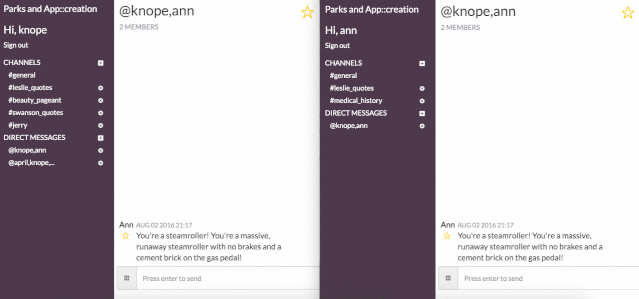 Parks and App::creation
Hi, knope
Sign out
CHANNELS
#general
#leslie_quotes
#beauty_pageant
#swanson_quotes
#jerry
DIRECT MESSAGES
@knope,ann
@april,knope,...
@knope,ann
2 MEMBERS
Ann AUG 02 2016 21:17
You're a steamroller! You're a massive,
runaway steamroller with no brakes and a
cement brick on the gas pedal!
Press enter to send
Parks and App::creation
Hi, ann
Sign out
CHANNELS
#general
#leslie_quotes
#medical_history
DIRECT MESSAGES
@knope,ann
@knope,ann
2 MEMBERS
Ann AUG 02 2016 21:17
You're a steamroller! You're a massive,
runaway steamroller with no brakes and a
cement brick on the gas pedal!
Press enter to send